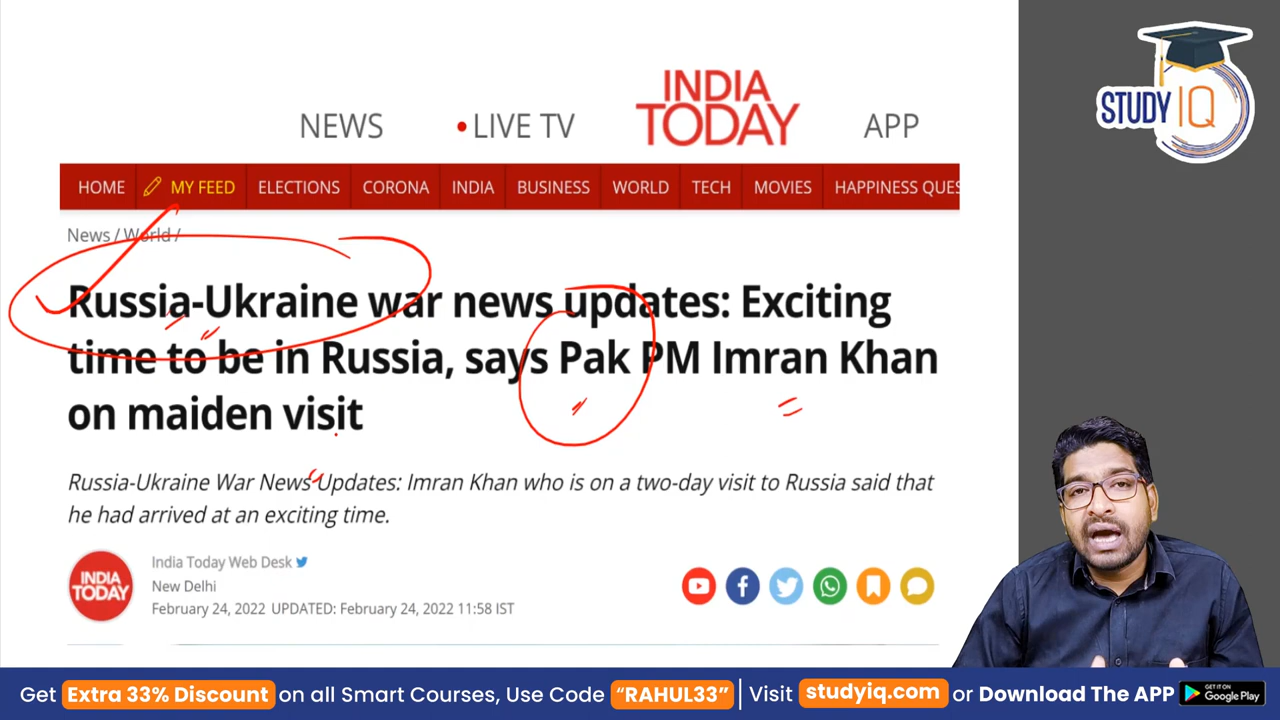 INDIA
TODAY
NEWS
LIVE TV
APP
STUDY IQ
HOME MY FEED ELECTIONS CORONA INDIA BUSINESS WORLD TECH MOVIES HAPPINESS QUES
News / World /
Russia-Ukraine war news updates: Exciting
time to be in Russia, says Pak PM Imran Khan
on maiden visit
Russia-Ukraine War News Updates: Imran Khan who is on a two-day visit to Russia said that
he had arrived at an exciting time.
INDIA
TODAY
India Today Web Desk
New Delhi
February 24, 2022 UPDATED: February 24, 2022 11:58 IST
Get Extra 33% Discount on all Smart Courses, Use Code “RAHUL33” Visit studyiq.com or Download The APP
GET IT ON
Google Play